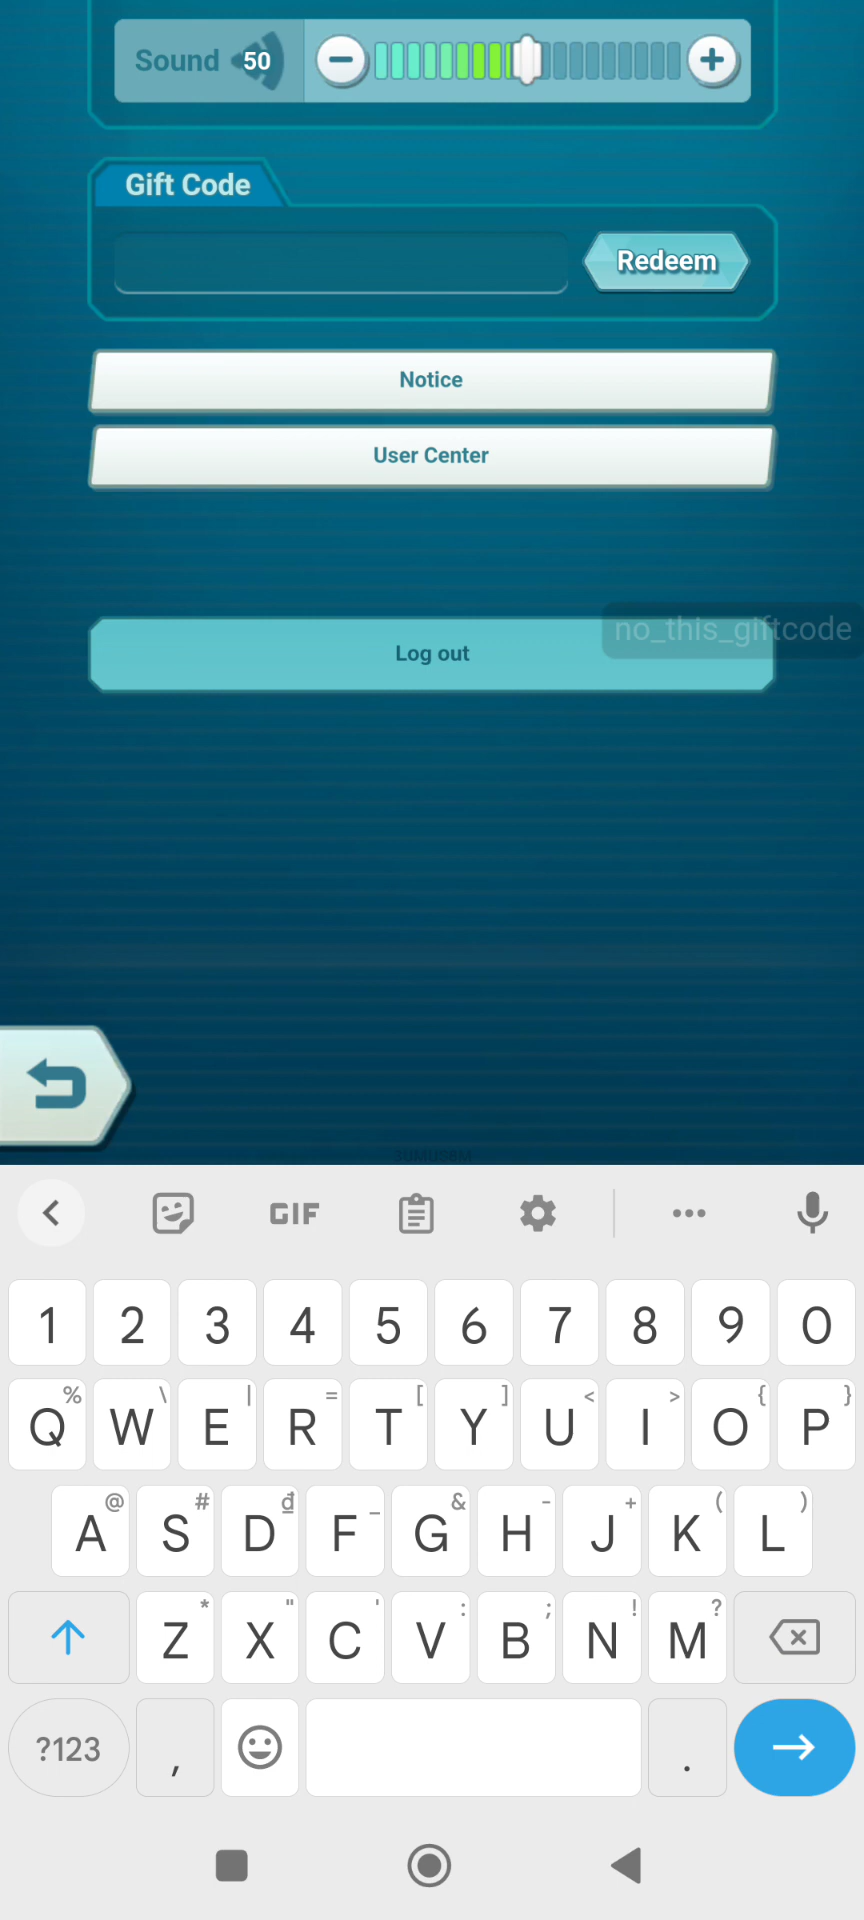 Sound 50
Gift Code
Redeem
Notice
User Center
no_this_giftcode
Log out
GIF
1 2 3 4 5 6 7 8 9 0
% \ | = [ ] < > { }
Q W E R T Y U I O P
@ # đ _ & - + ( )
A S D F G H J K L
* " ' : ; ! ?
Z X C V B N M
?123 , .